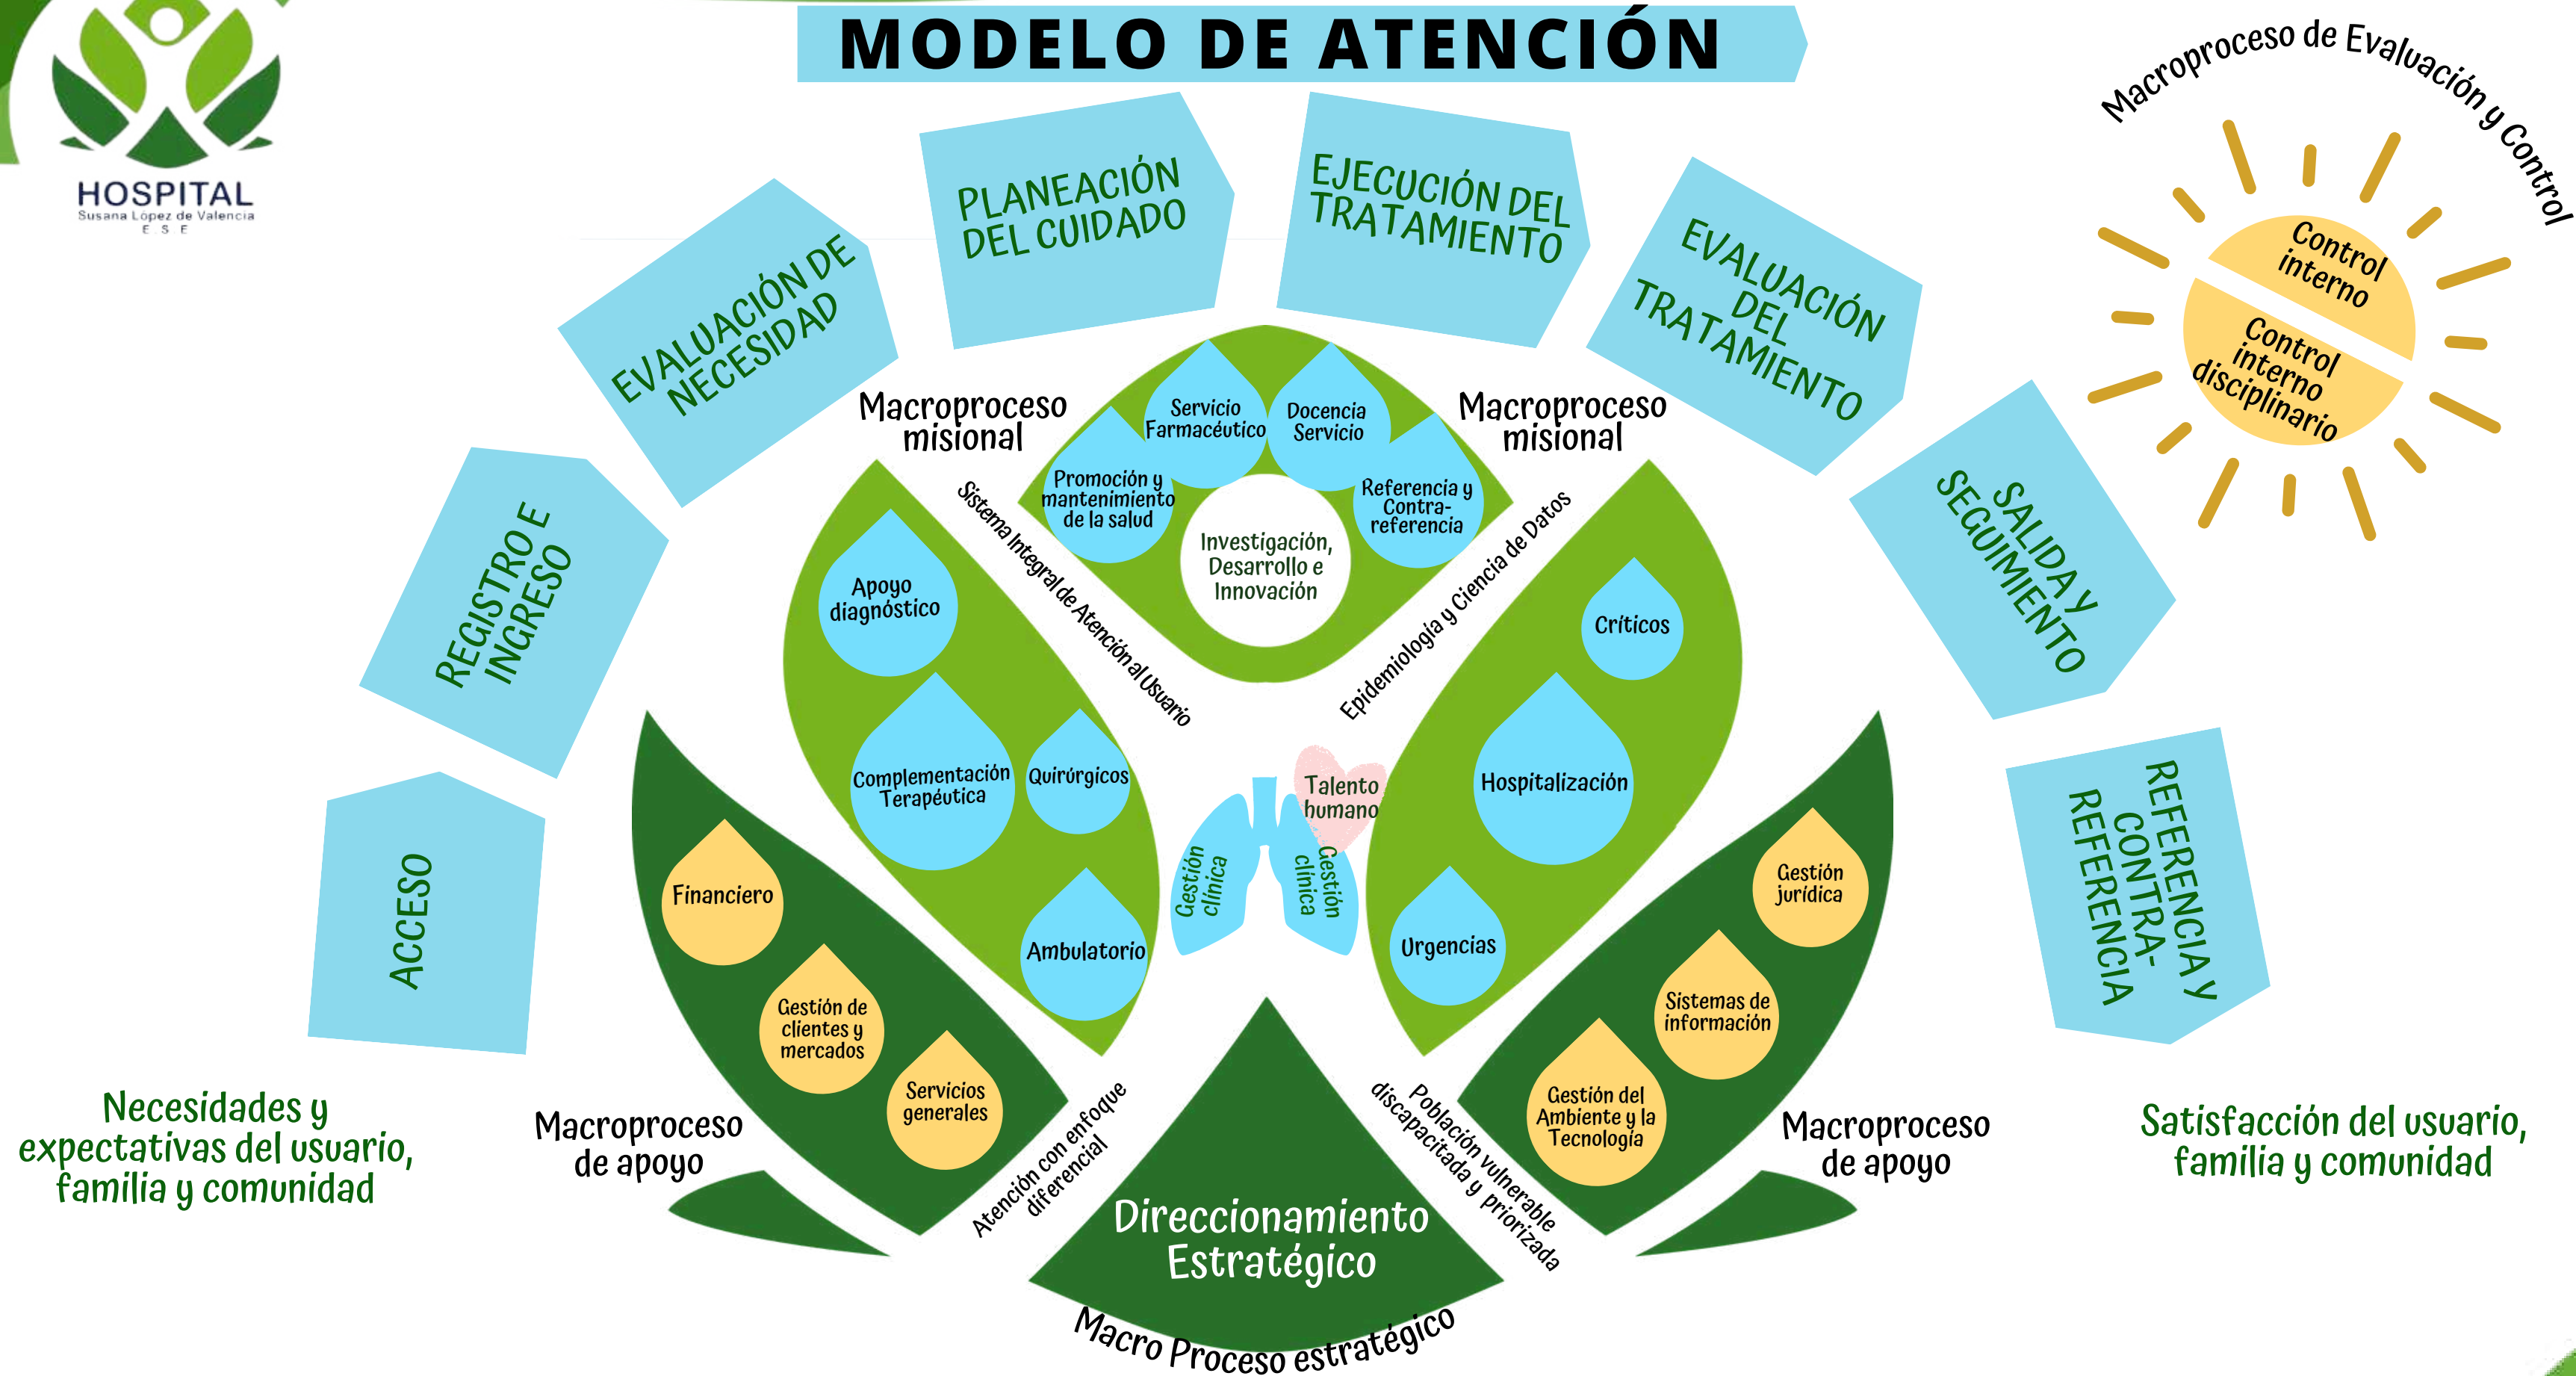 MODELO DE ATENCIÓN
HOSPITAL
Susana López de Valencia
E.S.E
ACCESO
REGISTRO E
INGRESO
EVALUACIÓN DE
NECESIDAD
PLANEACIÓN
DEL CUIDADO
EJECUCIÓN DEL
TRATAMIENTO
EVALUACIÓN
DEL
TRATAMIENTO
SALIDA Y
SEGUIMIENTO
REFERENCIA Y
CONTRA-
REFERENCIA
Macroproceso de Evaluación y Control
Control
interno
Control
interno
disciplinario
Macroproceso
misional
Macroproceso
misional
Promoción y
mantenimiento
de la salud
Servicio
Farmacéutico
Docencia
Servicio
Referencia y
Contra-
referencia
Investigación,
Desarrollo e
Innovación
Sistema Integral de Atención al Usuario
Epidemiología y Ciencia de Datos
Apoyo
diagnóstico
Complementación
Terapéutica
Quirúrgicos
Ambulatorio
Talento
humano
Gestión
clínica
Gestión
clínica
Críticos
Hospitalización
Urgencias
Financiero
Gestión de
clientes y
mercados
Servicios
generales
Gestión
jurídica
Sistemas de
información
Gestión del
Ambiente y la
Tecnología
Necesidades y
expectativas del usuario,
familia y comunidad
Macroproceso
de apoyo
Atención con enfoque
diferencial
Población vulnerable
discapacitada y priorizada
Macroproceso
de apoyo
Satisfacción del usuario,
familia y comunidad
Direccionamiento
Estratégico
Macro Proceso estratégico